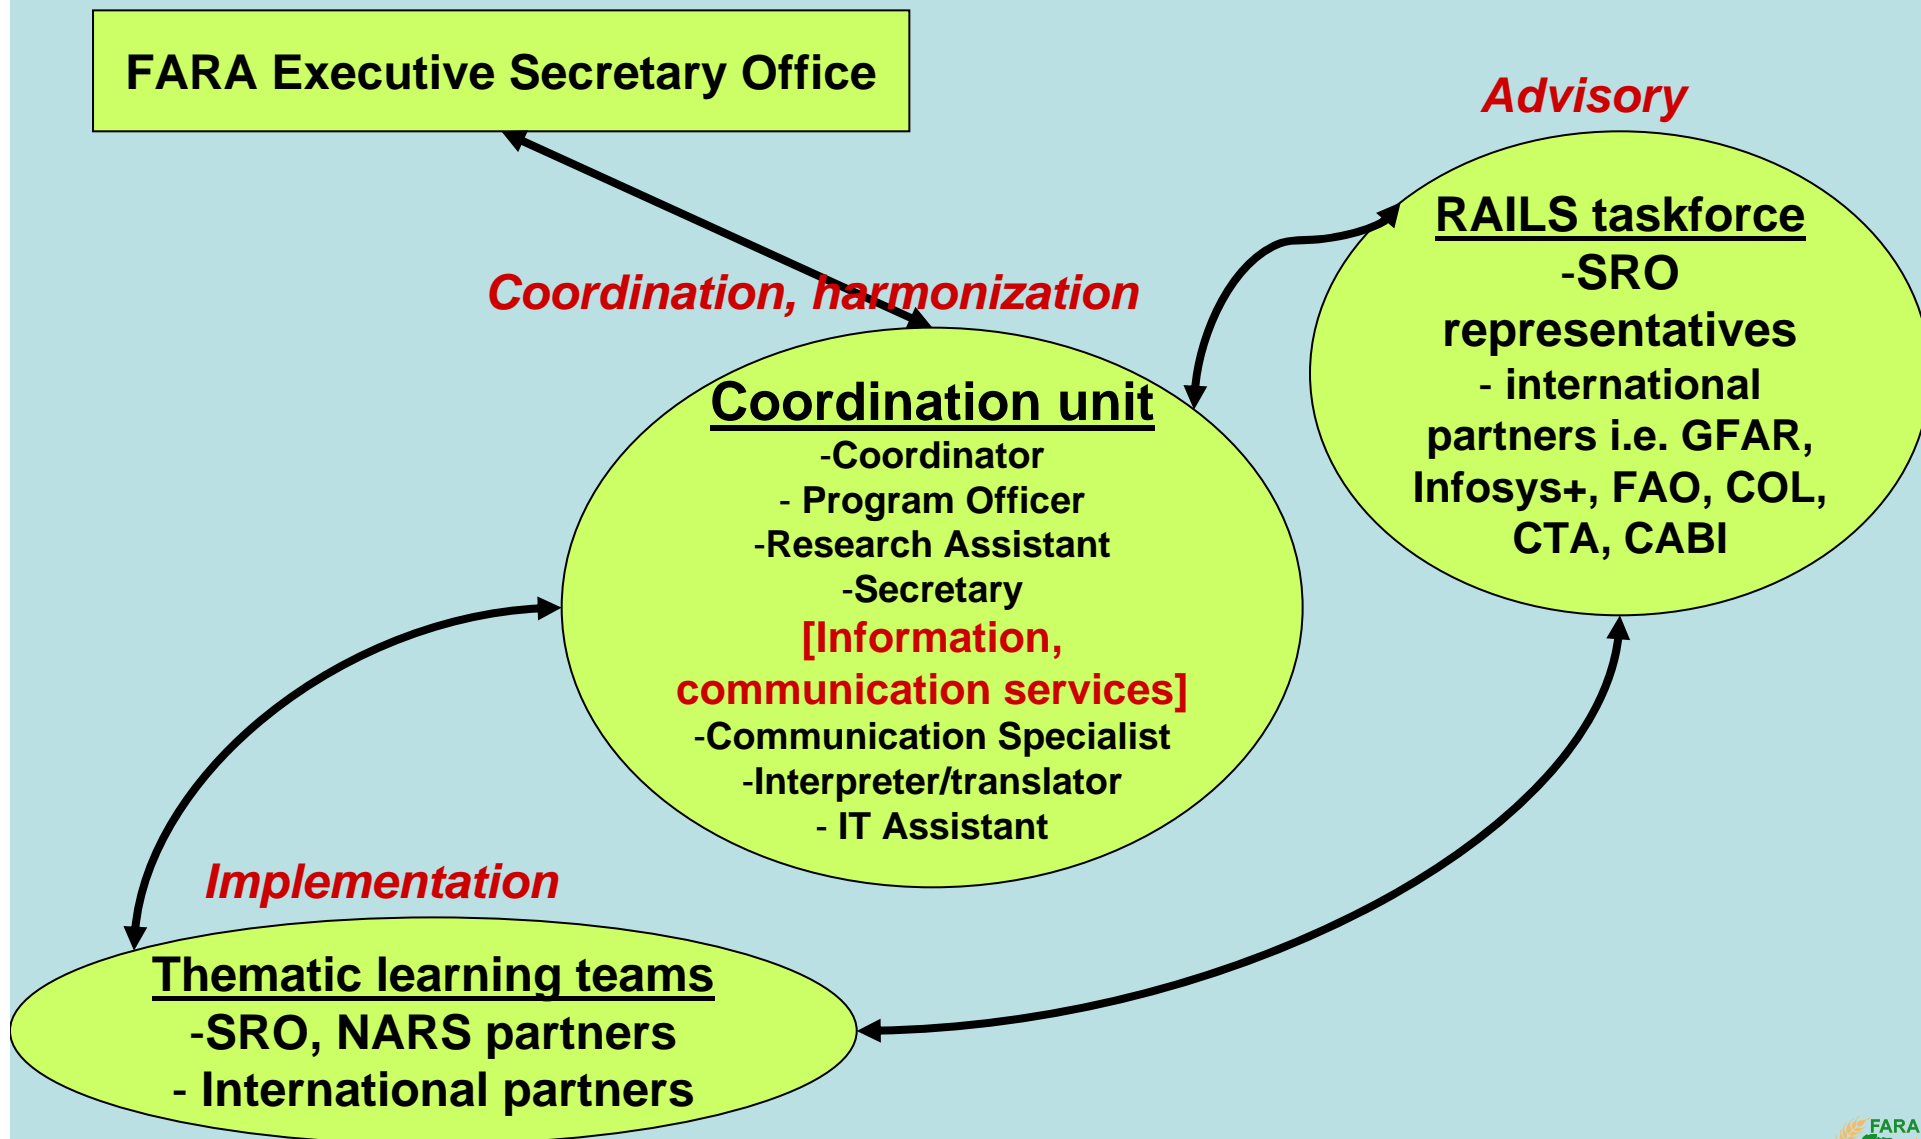 FARA Executive Secretary Office
Advisory
RAILS taskforce
-SRO
representatives
- international
partners i.e. GFAR,
Infosys+, FAO, COL,
CTA, CABI
Coordination, harmonization
Coordination unit
-Coordinator
- Program Officer
-Research Assistant
-Secretary
[Information,
communication services]
-Communication Specialist
-Interpreter/translator
- IT Assistant
Implementation
Thematic learning teams
-SRO, NARS partners
- International partners
FARA